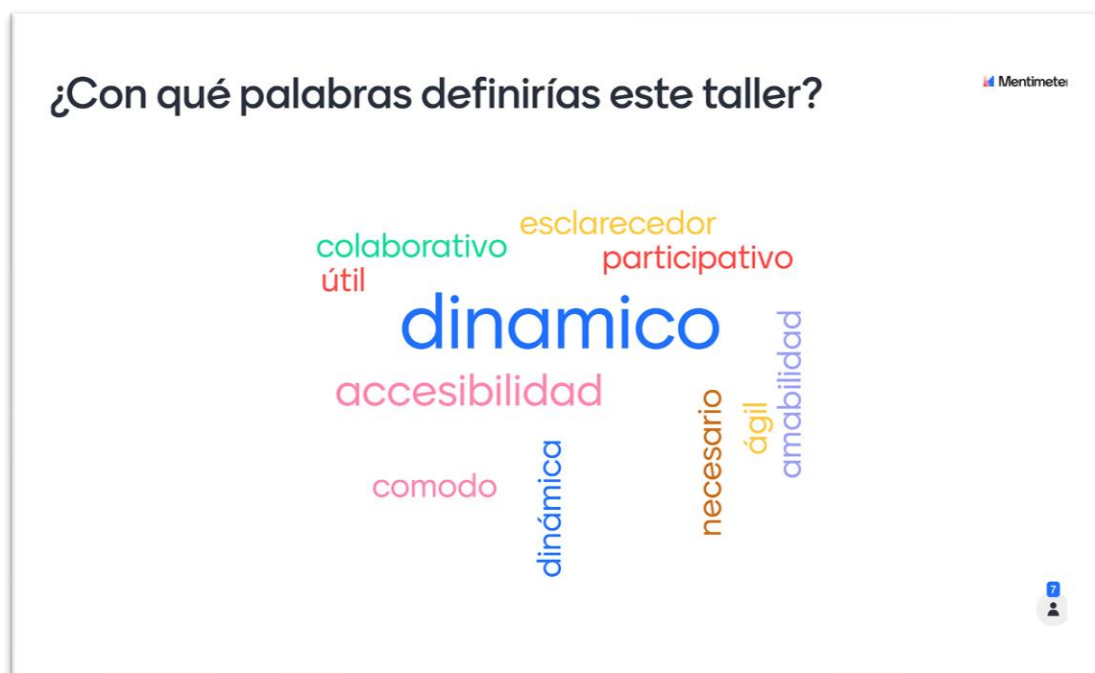 ¿Con qué palabras definirías este taller?
Mentimeter
esclarecedor
colaborativo
participativo
útil
dinamico
accesibilidad
amabilidad
necesario
ágil
comodo
dinámica
7